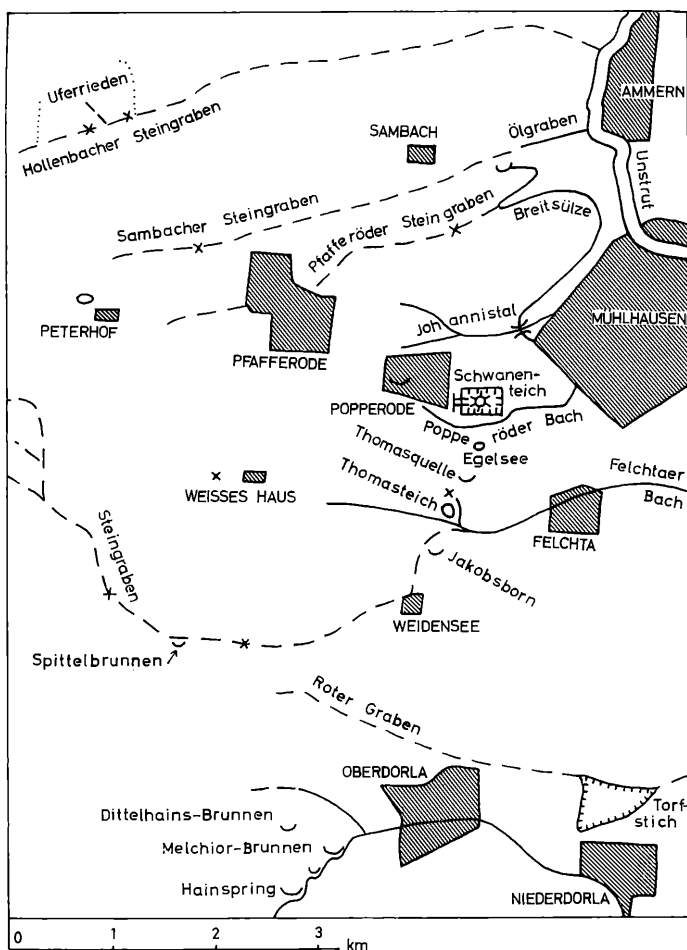 Uferrieden
Hollenbacher Steingraben
AMMERN
SAMBACH
Ölgraben
Unstrut
Sambacher Steingraben
Pfafferöder Steingraben
Breitsülze
PETERHOF
PFAFFERODE
Johannistal
MÜHLHAUSEN
Schwanen-
teich
POPPERODE
Popperöder Bach
Egelsee
Thomasquelle
Thomasteich
Felchtaer
Bach
WEISSES HAUS
Steingraben
FELCHTA
Jakobsborn
WEIDENSEE
Spittelbrunnen
Roter Graben
OBERDORLA
Torf-
stich
Dittelhains-Brunnen
Melchior-Brunnen
Hainspring
NIEDERDORLA
0 1 2 3 km